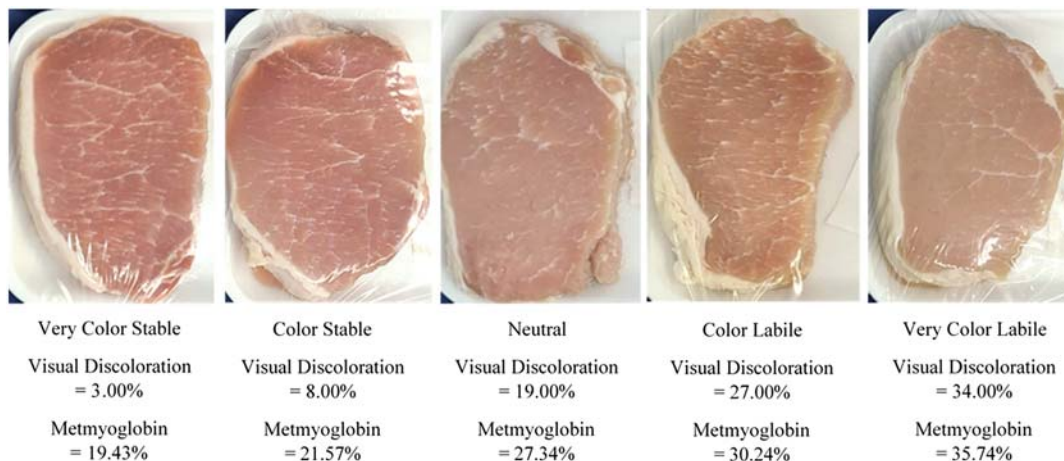 Very Color Stable
Visual Discoloration
= 3.00%
Metmyoglobin
= 19.43%
Color Stable
Visual Discoloration
= 8.00%
Metmyoglobin
= 21.57%
Neutral
Visual Discoloration
= 19.00%
Metmyoglobin
= 27.34%
Color Labile
Visual Discoloration
= 27.00%
Metmyoglobin
= 30.24%
Very Color Labile
Visual Discoloration
= 34.00%
Metmyoglobin
= 35.74%